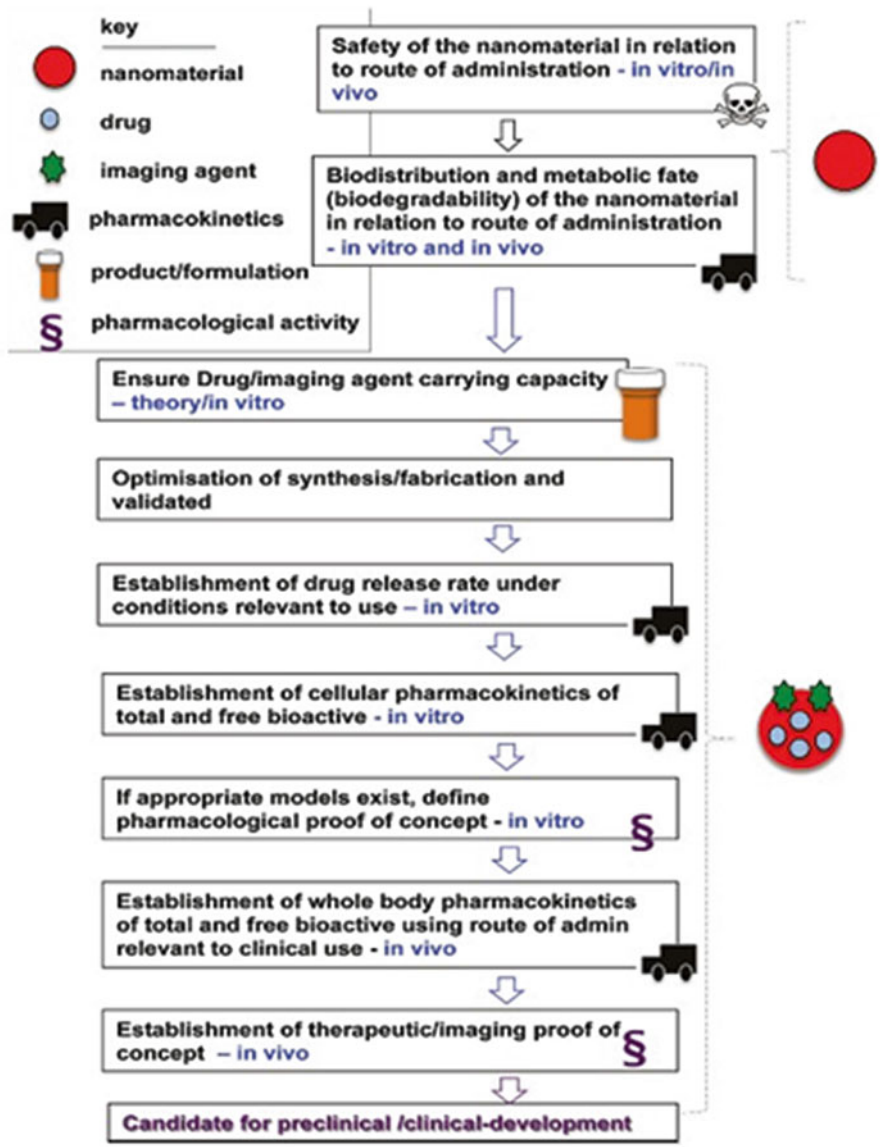 key
nanomaterial
drug
imaging agent
pharmacokinetics
product/formulation
§ pharmacological activity
Safety of the nanomaterial in relation
to route of administration - in vitro/in
vivo
Biodistribution and metabolic fate
(biodegradability) of the nanomaterial
in relation to route of administration
- in vitro and in vivo
Ensure Drug/imaging agent carrying capacity
– theory/in vitro
Optimisation of synthesis/fabrication and
validated
Establishment of drug release rate under
conditions relevant to use – in vitro
Establishment of cellular pharmacokinetics of
total and free bioactive - in vitro
If appropriate models exist, define
pharmacological proof of concept - in vitro
§
Establishment of whole body pharmacokinetics
of total and free bioactive using route of admin
relevant to clinical use - in vivo
Establishment of therapeutic/imaging proof of
concept – in vivo
§
Candidate for preclinical /clinical-development